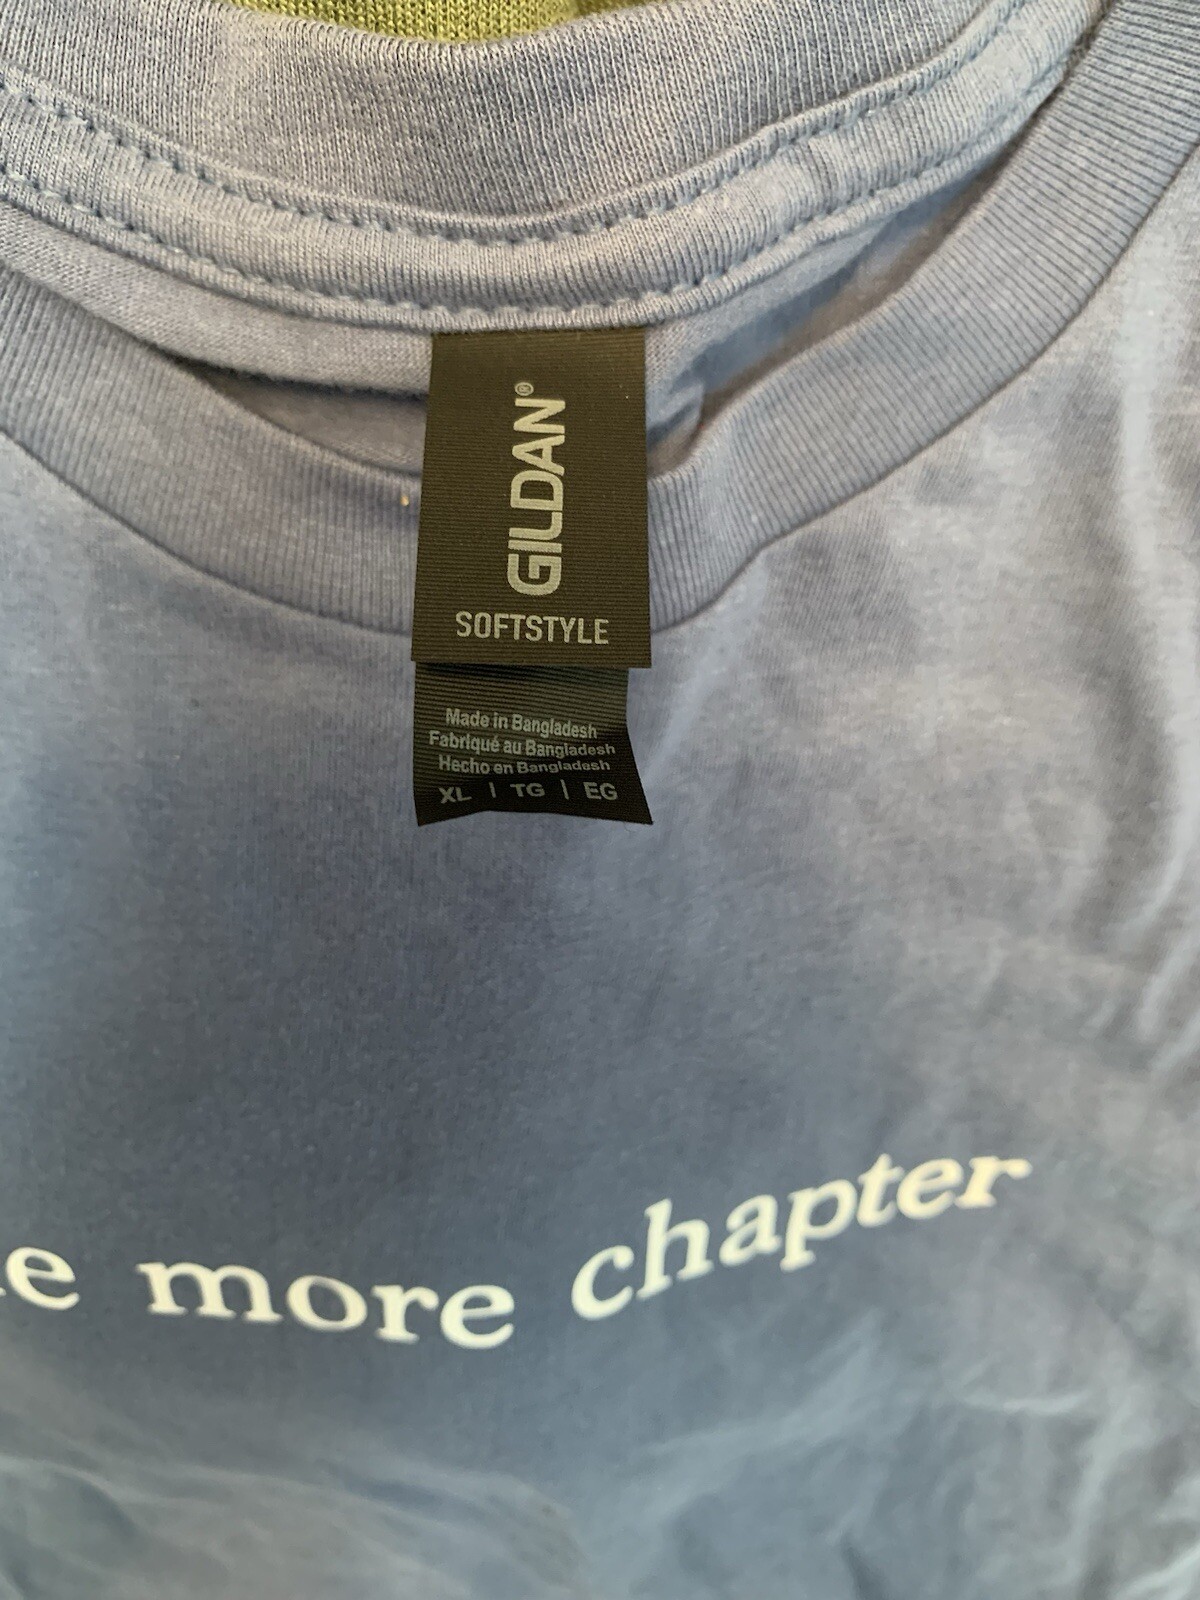 GILDAN®
SOFTSTYLE
Made in Bangladesh
Fabriqué au Bangladesh
Hecho en Bangladesh
XL | TG | EG
more chapter